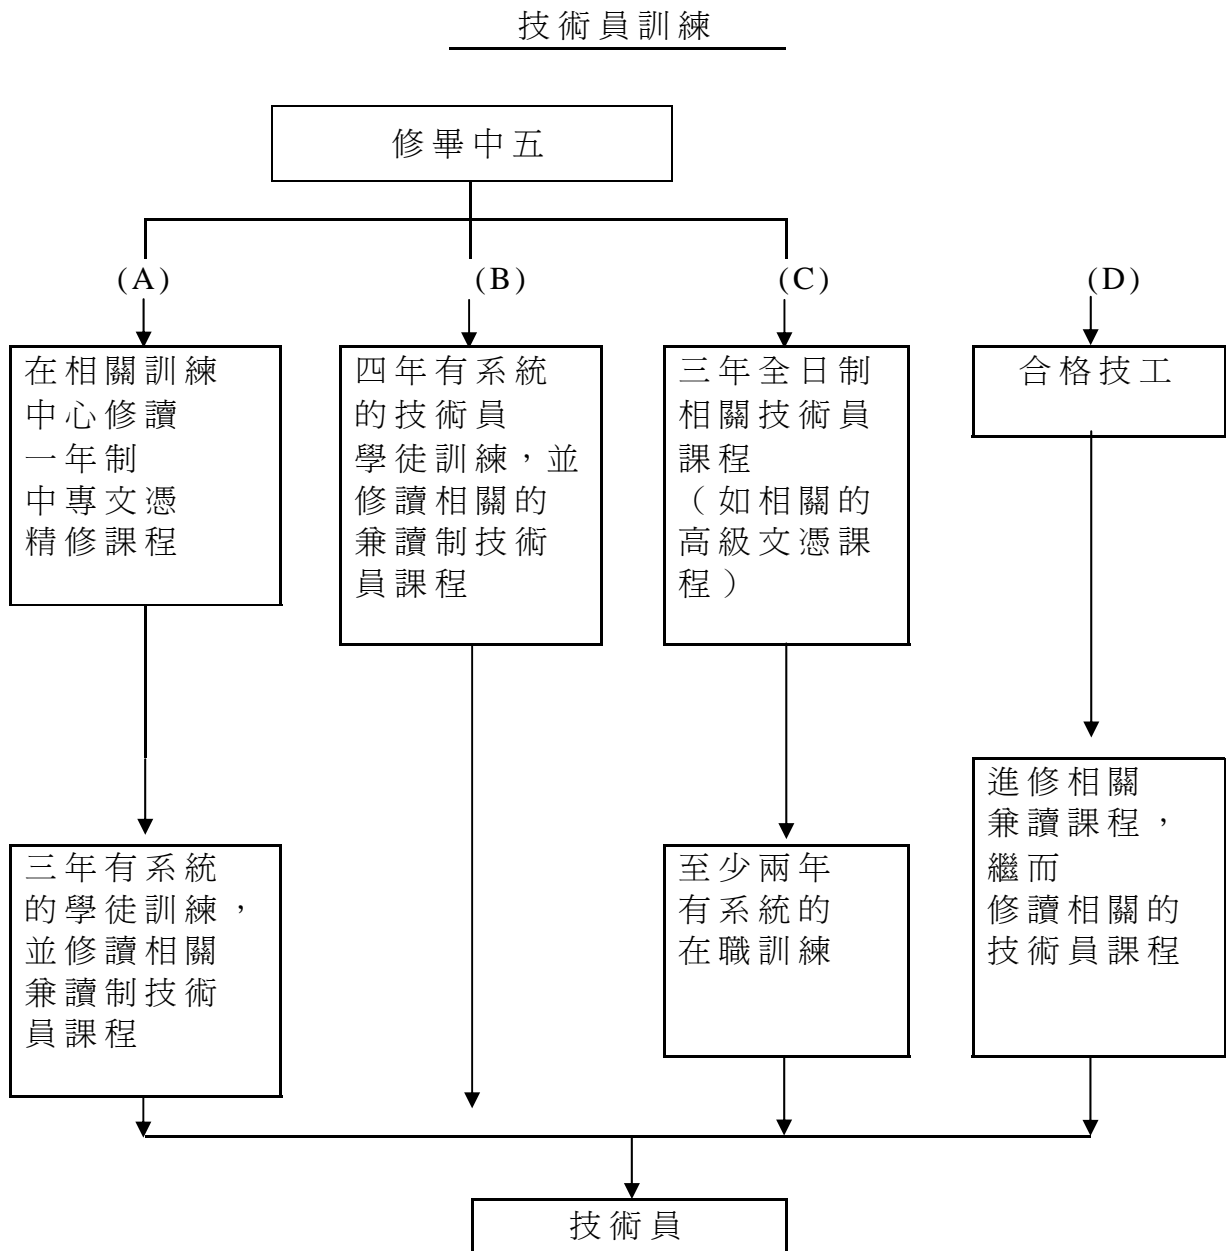 技術員訓練
修畢中五
(A)
(B)
(C)
(D)
在相關訓練
中心修讀
一年制
中專文憑
精修課程
四年有系統
的技術員
學徒訓練，並
修讀相關的
兼讀制技術
員課程
三年全日制
相關技術員
課程
（如相關的
高級文憑課
程）
合格技工
三年有系統
的學徒訓練，
並修讀相關
兼讀制技術
員課程
至少兩年
有系統的
在職訓練
進修相關
兼讀課程，
繼而
修讀相關的
技術員課程
技術員